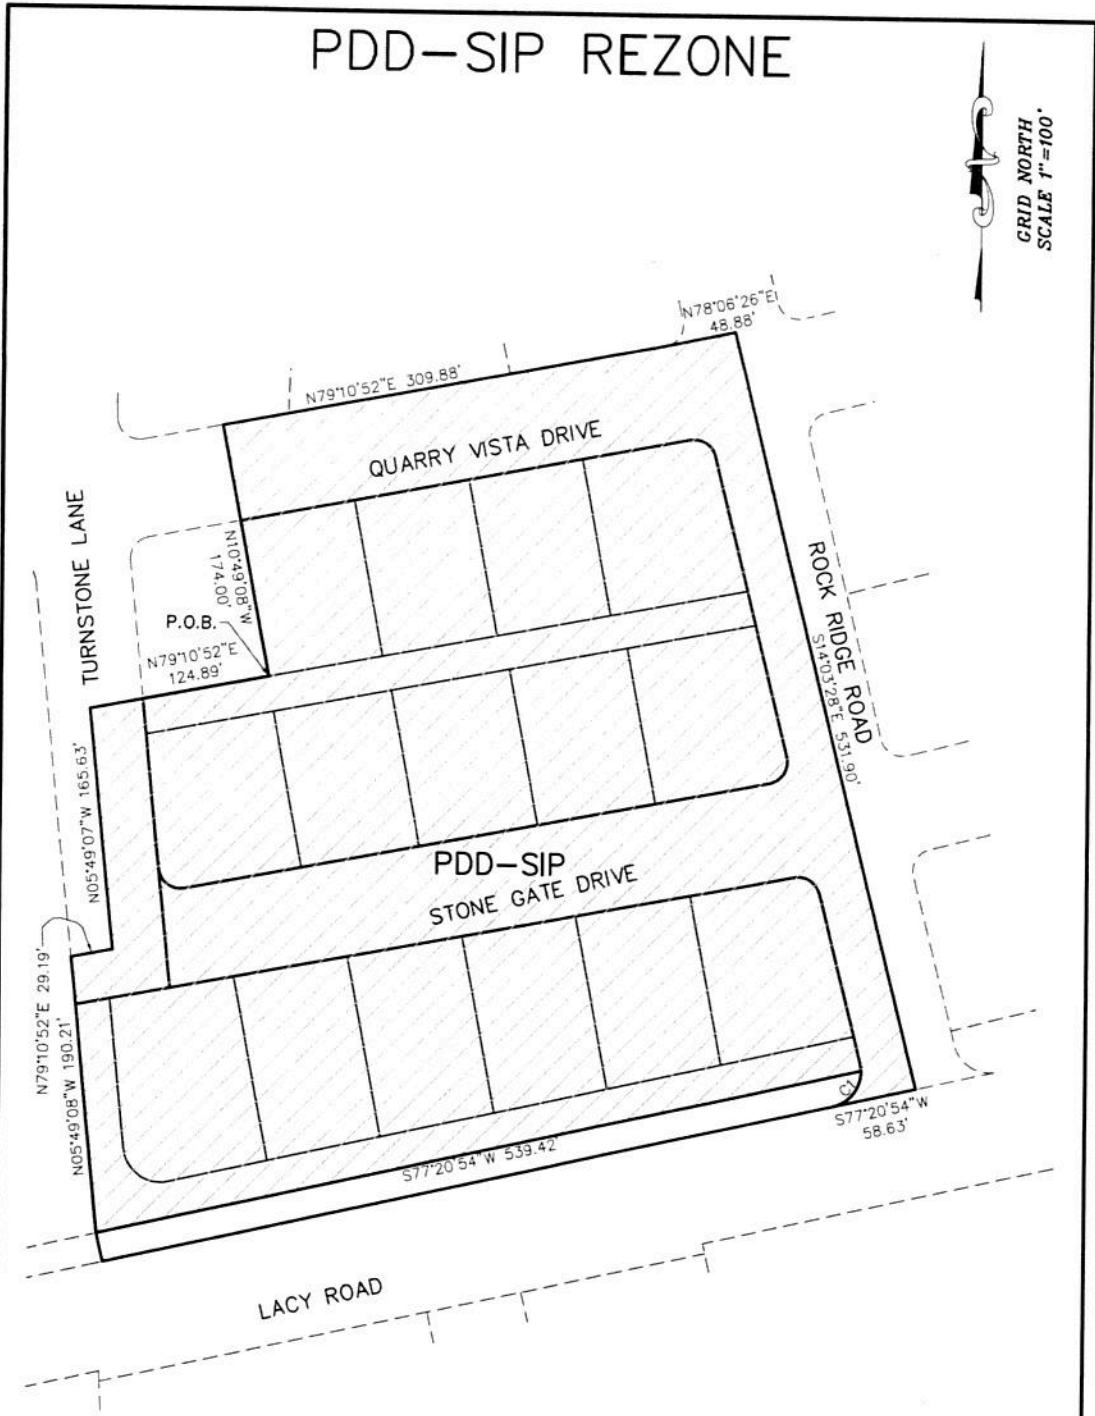 PDD-SIP REZONE
GRID NORTH
SCALE 1"=100'
N78°06'26"E
48.88'
N79°10'52"E 309.88'
QUARRY VISTA DRIVE
TURNSTONE LANE
N10°49'08"W
174.00'
P.O.B.
N79°10'52"E
124.89'
ROCK RIDGE ROAD
S14°03'28"E 531.90'
N05°49'07"W 165.63'
PDD-SIP
STONE GATE DRIVE
N79°10'52"E 29.19'
N05°49'08"W 190.21'
C1
S77°20'54"W
58.63'
S77°20'54"W 539.42'
LACY ROAD